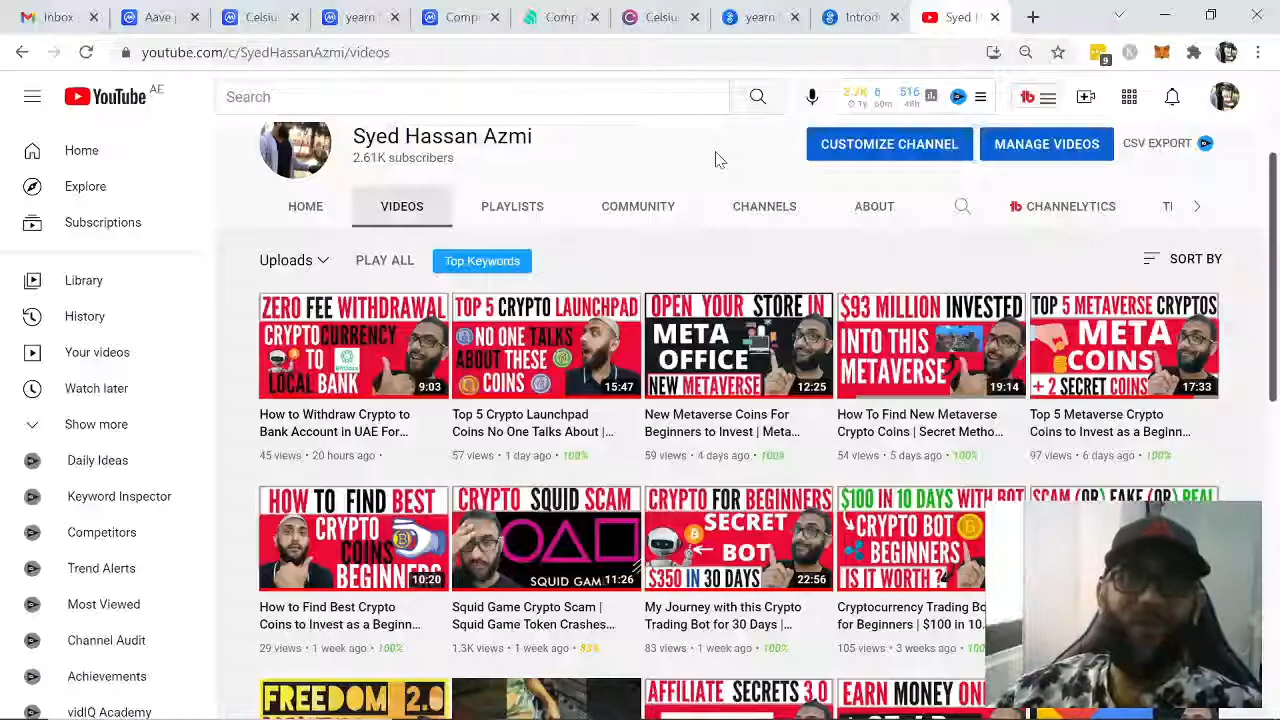 Aave
Celsiu
yearn
Comp
Comp
Celsiu
yearn
Introd
Syed
youtube.com/c/SyedHassanAzmi/videos
9
YouTube AE
Search
516
1y 60m 48h
Syed Hassan Azmi
2.61K subscribers
CUSTOMIZE CHANNEL
MANAGE VIDEOS
CSV EXPORT
HOME
VIDEOS
PLAYLISTS
COMMUNITY
CHANNELS
ABOUT
CHANNELYTICS
Home
Explore
Subscriptions
Library
History
Your videos
Watch later
Show more
Daily Ideas
Keyword Inspector
Competitors
Trend Alerts
Most Viewed
Channel Audit
Achievements
vidIQ Academy
Uploads
PLAY ALL
Top Keywords
SORT BY
ZERO FEE WITHDRAWAL
CRYPTOCURRENCY
TO
LOCAL BANK
9:03
How to Withdraw Crypto to
Bank Account in UAE For...
45 views • 20 hours ago •
TOP 5 CRYPTO LAUNCHPAD
NO ONE TALKS
ABOUT THESE
COINS
15:47
Top 5 Crypto Launchpad
Coins No One Talks About |...
57 views • 1 day ago • 100%
OPEN YOUR STORE IN
META
OFFICE
NEW METAVERSE
12:25
New Metaverse Coins For
Beginners to Invest | Meta...
59 views • 4 days ago • 100%
$93 MILLION INVESTED
INTO THIS
METAVERSE
19:14
How To Find New Metaverse
Crypto Coins | Secret Metho...
54 views • 5 days ago • 100%
TOP 5 METAVERSE CRYPTOS
META
COINS
+ 2 SECRET COINS
17:33
Top 5 Metaverse Crypto
Coins to Invest as a Beginn...
97 views • 6 days ago • 100%
HOW TO FIND BEST
CRYPTO
COINS
BEGINNERS
10:20
How to Find Best Crypto
Coins to Invest as a Beginn...
29 views • 1 week ago • 100%
CRYPTO SQUID SCAM
SQUID GAM
11:26
Squid Game Crypto Scam |
Squid Game Token Crashes...
1.3K views • 1 week ago • 83%
CRYPTO FOR BEGINNERS
SECRET
BOT
$350 IN 30 DAYS
22:56
My Journey with this Crypto
Trading Bot for 30 Days |...
83 views • 1 week ago • 100%
$100 IN 10 DAYS WITH BOT
CRYPTO BOT
BEGINNERS
IS IT WORTH ?
Cryptocurrency Trading Bo
for Beginners | $100 in 10.
105 views • 3 weeks ago • 100
SCAM (OR) FAKE (OR) REAL
FREEDOM 2.0
AFFILIATE SECRETS 3.0
EARN MONEY ONL